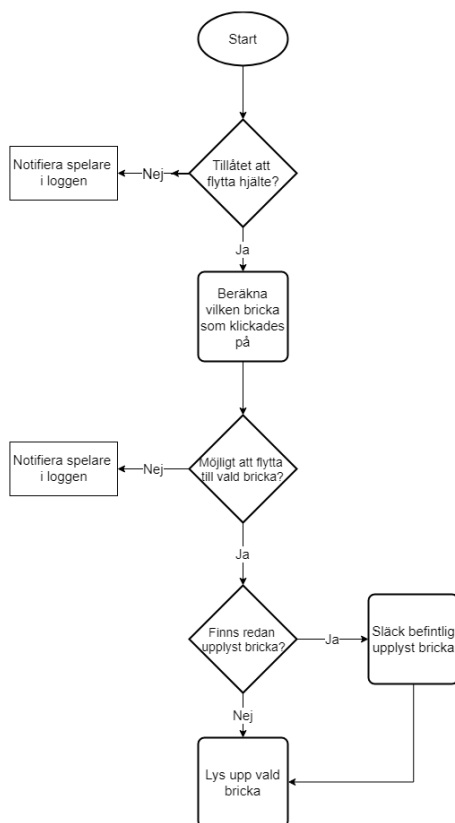 Start
Tillåtet att
flytta hjälte?
Nej
Notifiera spelare
i loggen
Ja
Beräkna
vilken bricka
som klickades
på
Möjligt att flytta
till vald bricka?
Nej
Notifiera spelare
i loggen
Ja
Finns redan
upplyst bricka?
Ja
Släck befintlig
upplyst bricka
Nej
Lys upp vald
bricka